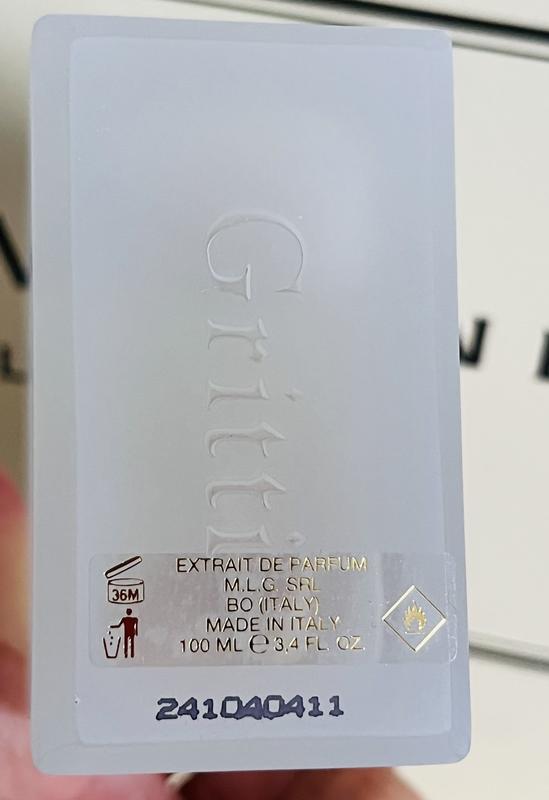 Gritti
EXTRAIT DE PARFUM
M.L.G. SRL
BO (ITALY)
MADE IN ITALY
100 ML ℮ 3,4 FL. OZ.
36M
241040411
N